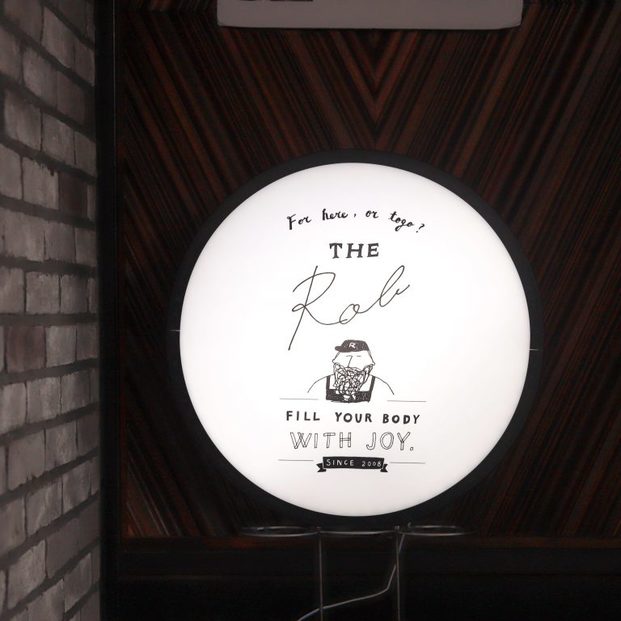 For here, or togo?
THE
Rob
R
FILL YOUR BODY
WITH JOY.
SINCE 2008